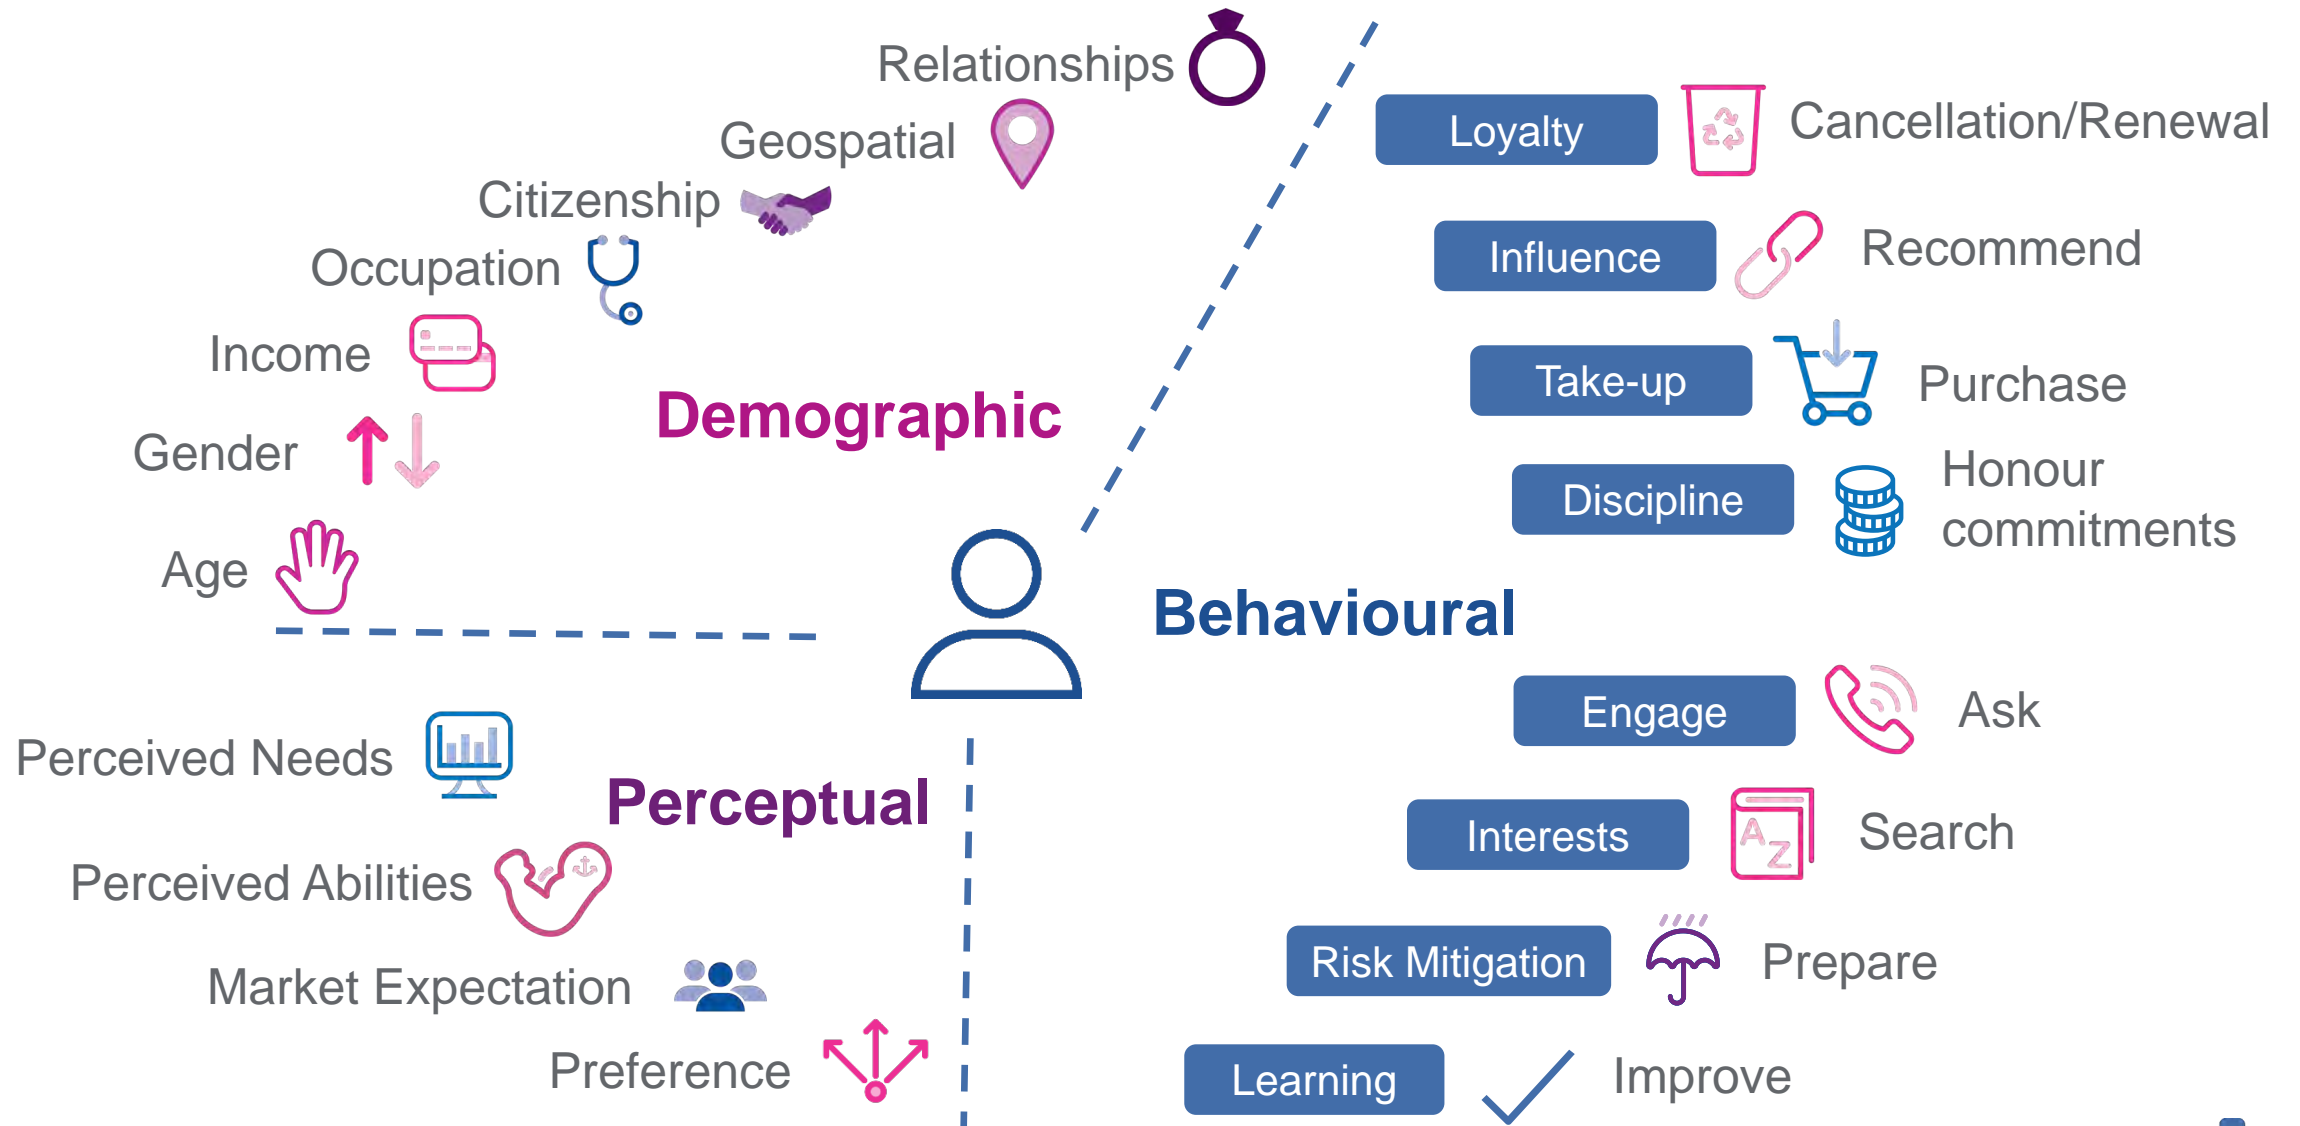 Relationships
Geospatial
Citizenship
Occupation
Income
Gender
Age
Demographic
Loyalty Cancellation/Renewal
Influence Recommend
Take-up Purchase
Discipline Honour
commitments
Behavioural
Engage Ask
Interests A Z Search
Risk Mitigation Prepare
Learning Improve
Perceptual
Perceived Needs
Perceived Abilities
Market Expectation
Preference